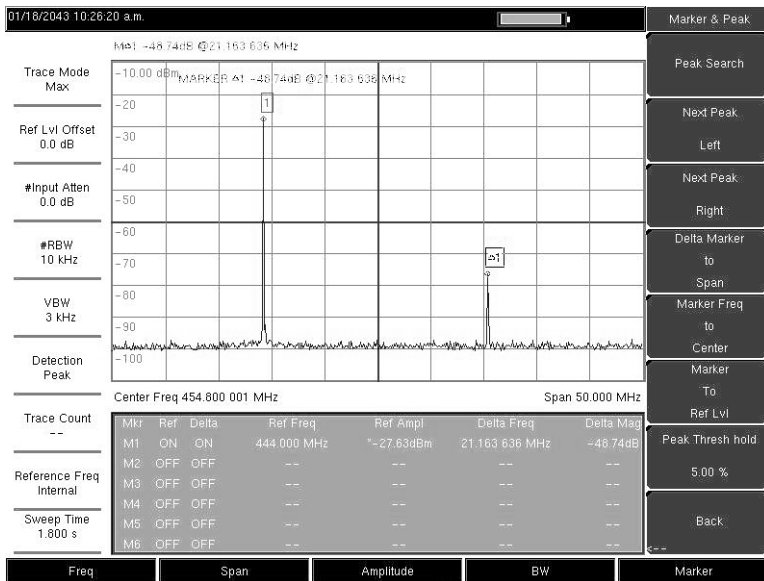 01/18/2043 10:26:20 a.m.
M1 -48.74dB @21.163 636 MHz
Trace Mode
Max
Ref Lvl Offset
0.0 dB
#Input Atten
0.0 dB
#RBW
10 kHz
VBW
3 kHz
Detection
Peak
Trace Count
--
Reference Freq
Internal
Sweep Time
1.800 s
-10.00 dBm
MARKER Δ1 -48.74dB @21.163 636 MHz
-20
-30
-40
-50
-60
-70
-80
-90
-100
1
Δ1
Center Freq 454.800 001 MHz Span 50.000 MHz
Mkr Ref Delta Ref Freq Ref Ampl Delta Freq Delta Mag
M1 ON ON 444.000 MHz *-27.63dBm 21.163 636 MHz -48.74dB
M2 OFF OFF -- -- -- --
M3 OFF OFF -- -- -- --
M4 OFF OFF -- -- -- --
M5 OFF OFF -- -- -- --
M6 OFF OFF -- -- -- --
Marker & Peak
Peak Search
Next Peak
Left
Next Peak
Right
Delta Marker
to
Span
Marker Freq
to
Center
Marker
To
Ref Lvl
Peak Thresh hold
5.00 %
Back
<--
Freq Span Amplitude BW Marker